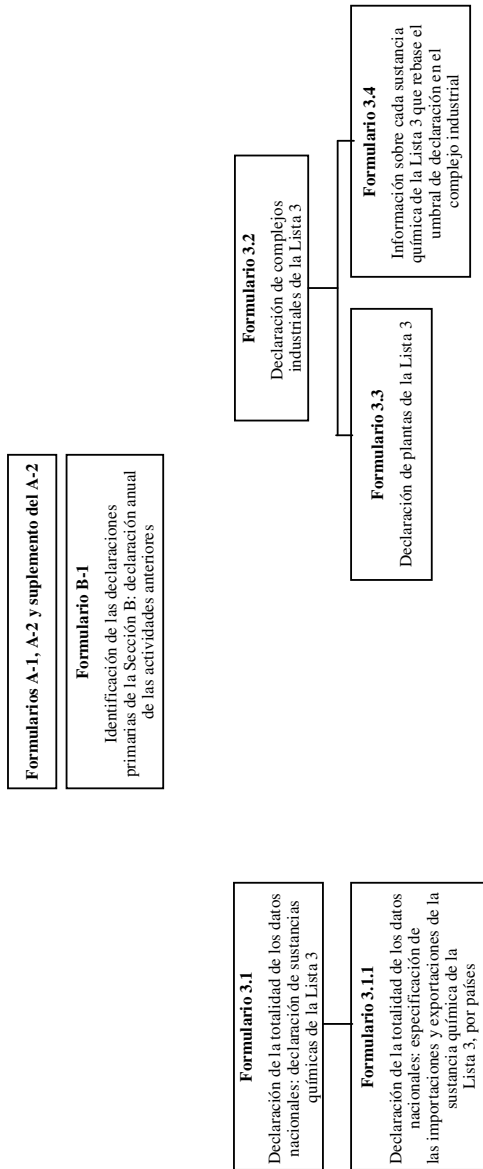 Formularios A-1, A-2 y suplemento del A-2
Formulario B-1
Identificación de las declaraciones
primarias de la Sección B: declaración anual
de las actividades anteriores
Formulario 3.1
Declaración de la totalidad de los datos
nacionales: declaración de sustancias
químicas de la Lista 3
Formulario 3.1.1
Declaración de la totalidad de los datos
nacionales: especificación de
las importaciones y exportaciones de la
sustancia química de la
Lista 3, por países
Formulario 3.2
Declaración de complejos
industriales de la Lista 3
Formulario 3.3
Declaración de plantas de la Lista 3
Formulario 3.4
Información sobre cada sustancia
química de la Lista 3 que rebase el
umbral de declaración en el
complejo industrial